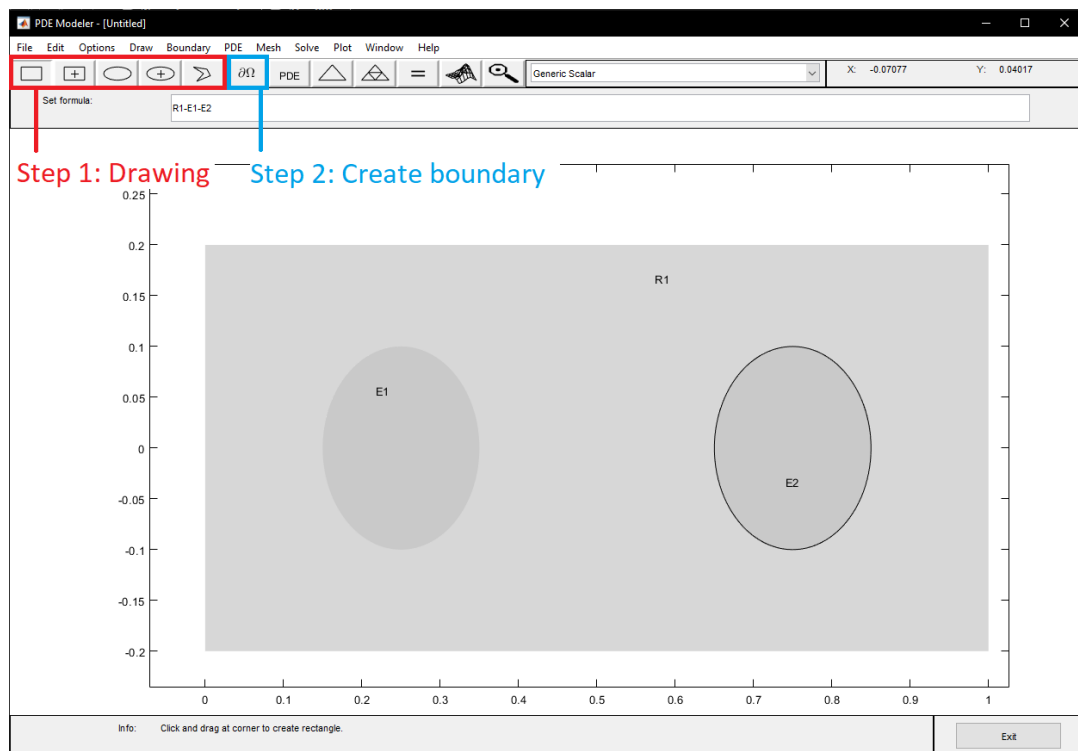 PDE Modeler - [Untitled]
File Edit Options Draw Boundary PDE Mesh Solve Plot Window Help
∂Ω PDE = Generic Scalar X: -0.07077 Y: 0.04017
Set formula: R1-E1-E2
Step 1: Drawing Step 2: Create boundary
0.25
0.2
R1
0.15
0.1
E1
0.05
0
E2
-0.05
-0.1
-0.15
-0.2
0 0.1 0.2 0.3 0.4 0.5 0.6 0.7 0.8 0.9 1
Info: Click and drag at corner to create rectangle. Exit